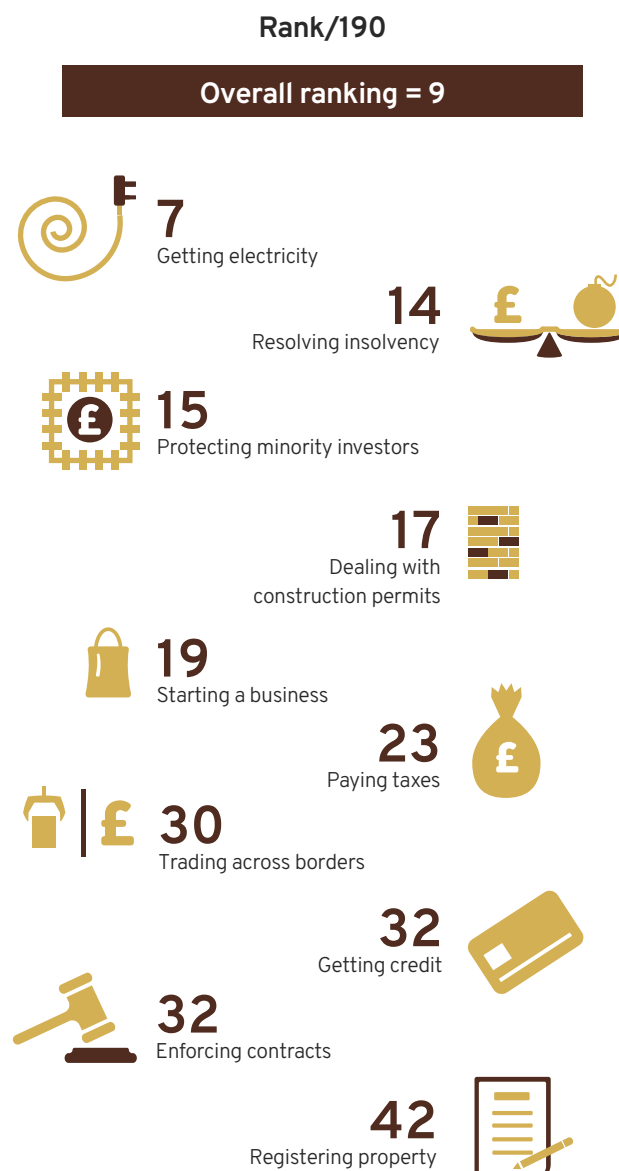 Rank/190
Overall ranking = 9
7
Getting electricity
14
£
Resolving insolvency
£
15
Protecting minority investors
17
Dealing with
construction permits
19
Starting a business
23
£
Paying taxes
£
30
Trading across borders
32
Getting credit
32
Enforcing contracts
42
Registering property